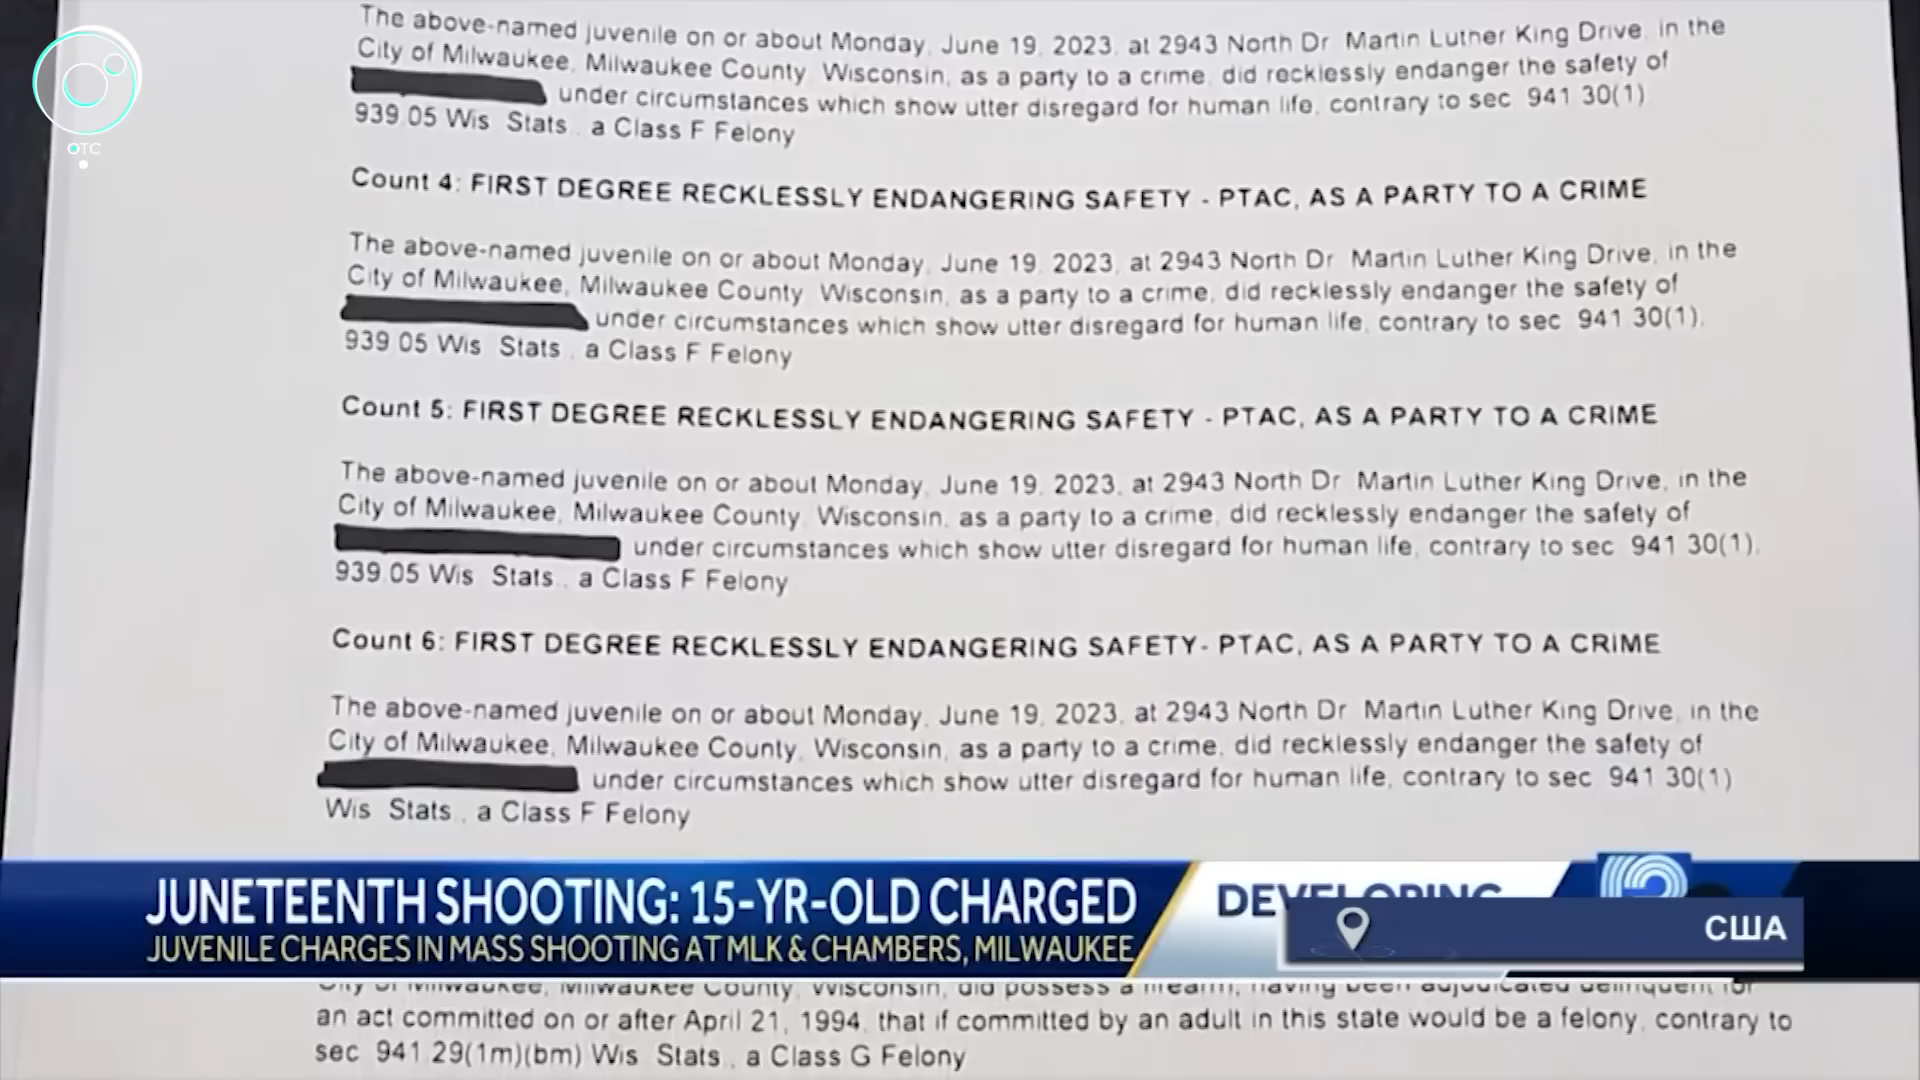 The above-named juvenile on or about Monday, June 19, 2023, at 2943 North Dr Martin Luther King Drive, in the
City of Milwaukee, Milwaukee County, Wisconsin, as a party to a crime, did recklessly endanger the safety of
under circumstances which show utter disregard for human life, contrary to sec 941 30(1)
939.05 Wis Stats., a Class F Felony
OTC
Count 4: FIRST DEGREE RECKLESSLY ENDANGERING SAFETY - PTAC, AS A PARTY TO A CRIME
The above-named juvenile on or about Monday, June 19, 2023, at 2943 North Dr Martin Luther King Drive, in the
City of Milwaukee, Milwaukee County, Wisconsin, as a party to a crime, did recklessly endanger the safety of
under circumstances which show utter disregard for human life, contrary to sec 941 30(1),
939 05 Wis Stats., a Class F Felony
Count 5: FIRST DEGREE RECKLESSLY ENDANGERING SAFETY - PTAC, AS A PARTY TO A CRIME
The above-named juvenile on or about Monday, June 19, 2023, at 2943 North Dr Martin Luther King Drive, in the
City of Milwaukee, Milwaukee County, Wisconsin, as a party to a crime, did recklessly endanger the safety of
under circumstances which show utter disregard for human life, contrary to sec 941 30(1),
939.05 Wis Stats., a Class F Felony
Count 6: FIRST DEGREE RECKLESSLY ENDANGERING SAFETY- PTAC, AS A PARTY TO A CRIME
The above-named juvenile on or about Monday, June 19, 2023, at 2943 North Dr Martin Luther King Drive, in the
City of Milwaukee, Milwaukee County, Wisconsin, as a party to a crime, did recklessly endanger the safety of
under circumstances which show utter disregard for human life, contrary to sec 941 30(1)
Wis Stats., a Class F Felony
JUNETEENTH SHOOTING: 15-YR-OLD CHARGED
DEVELOPING
JUVENILE CHARGES IN MASS SHOOTING AT MLK & CHAMBERS, MILWAUKEE
США
City of Milwaukee, Milwaukee County, Wisconsin, did possess a firearm, having been adjudicated delinquent for
an act committed on or after April 21, 1994, that if committed by an adult in this state would be a felony, contrary to
sec 941 29(1m)(bm) Wis Stats., a Class G Felony